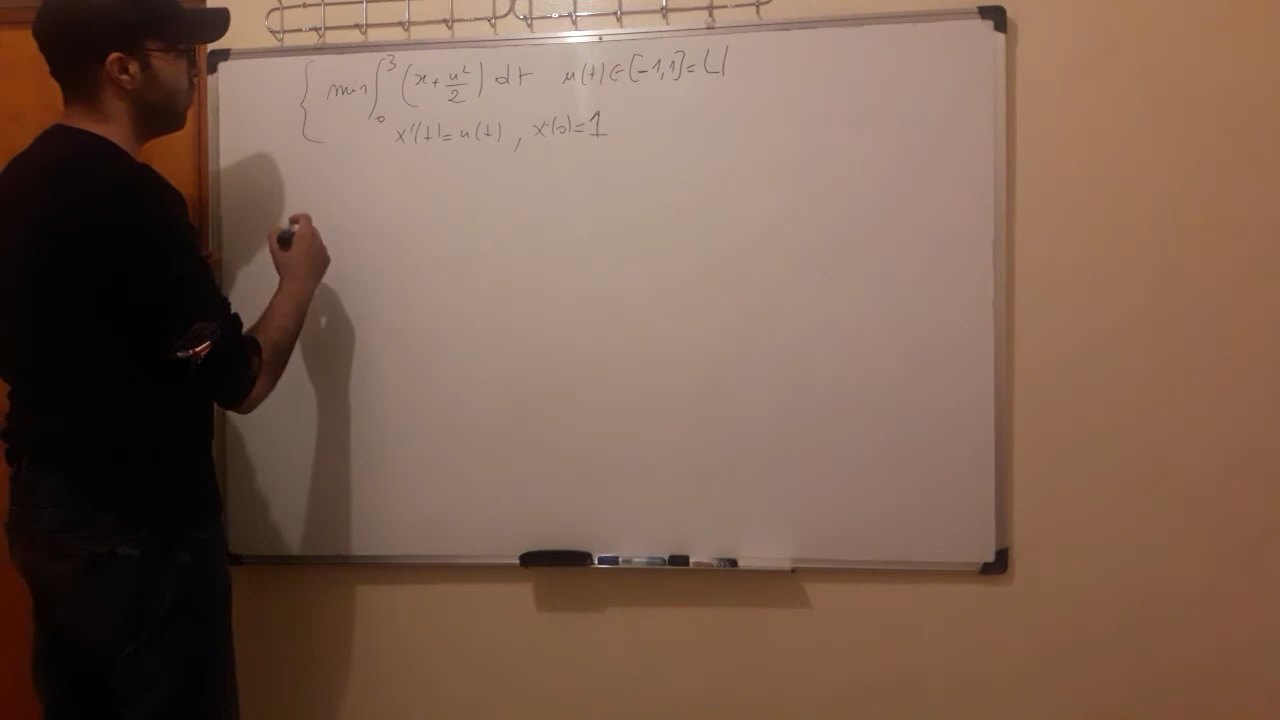 { min ∫₀³ (x + u²/2) dt u(t) ∈ [-1,1] = U
x'(t) = u(t) , x(0) = 1